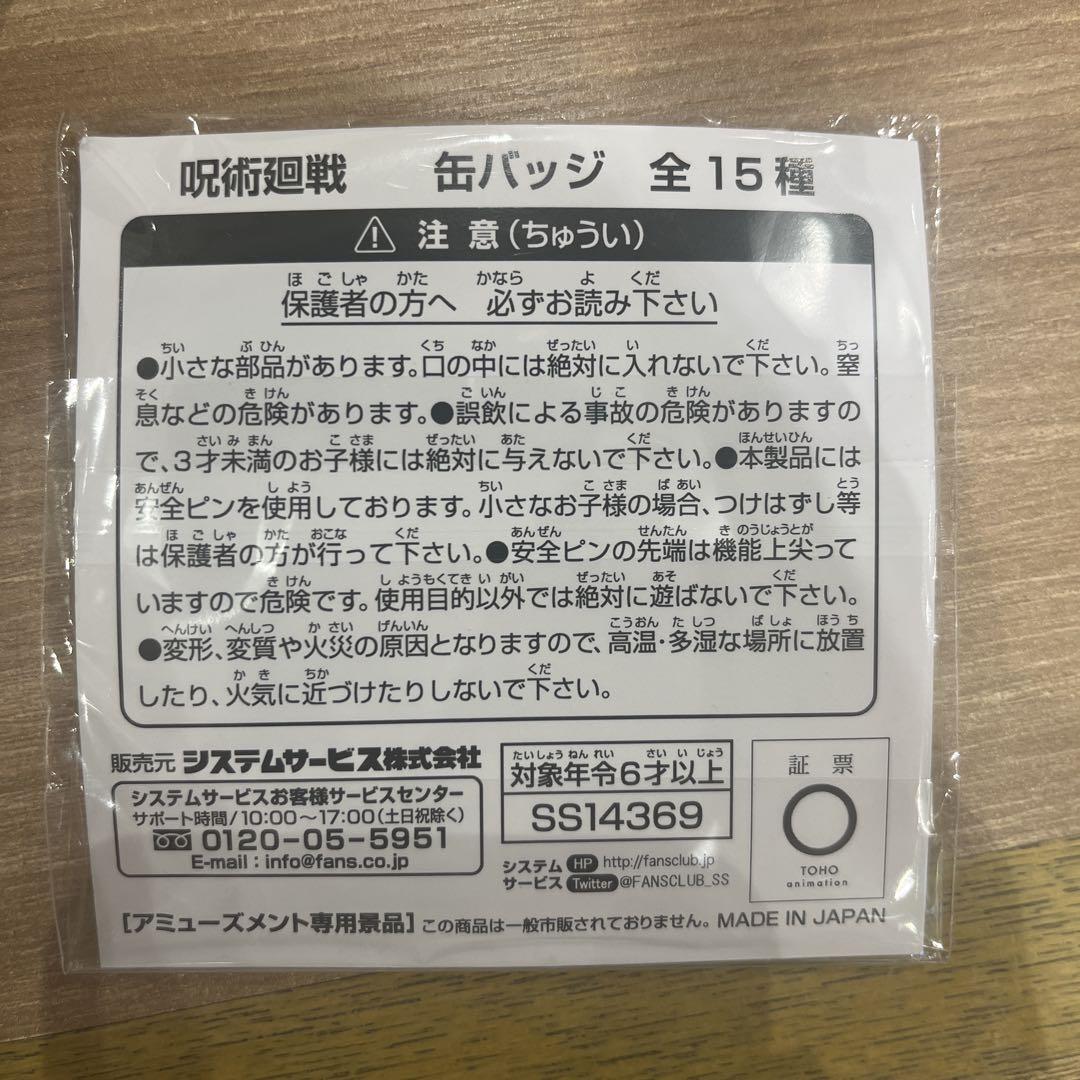 呪術廻戦 缶バッジ 全15種
⚠ 注意(ちゅうい)
ほごしゃ かた かなら よ くだ
保護者の方へ 必ずお読み下さい
ちい ぶひん くち なか ぜったい い くだ ちっ
●小さな部品があります。口の中には絶対に入れないで下さい。窒
そく きけん ごいん じこ きけん
息などの危険があります。●誤飲による事故の危険がありますの
さいみまん こさま ぜったい あた くだ ほんせいひん
で、3才未満のお子様には絶対に与えないで下さい。●本製品には
あんぜん しよう ちい こさま ばあい とう
安全ピンを使用しております。小さなお子様の場合、つけはずし等
ほごしゃ かた おこな くだ あんぜん せんたん きのうじょうとが
は保護者の方が行って下さい。●安全ピンの先端は機能上尖って
きけん しようもくてきいがい ぜったい あそ くだ
いますので危険です。使用目的以外では絶対に遊ばないで下さい。
へんけい へんしつ かさい げんいん こうおん たしつ ばしょ ほうち
●変形、変質や火災の原因となりますので、高温・多湿な場所に放置
かき ちか くだ
したり、火気に近づけたりしないで下さい。
販売元 システムサービス株式会社
システムサービスお客様サービスセンター
サポート時間/10:00~17:00(土日祝除く)
0120-05-5951
E-mail:info@fans.co.jp
たいしょうねんれい さいいじょう
対象年令6才以上
SS14369
システム HP http://fansclub.jp
サービス Twitter @FANSCLUB_SS
証票
TOHO
animation
[アミューズメント専用景品] この商品は一般市販されておりません。 MADE IN JAPAN